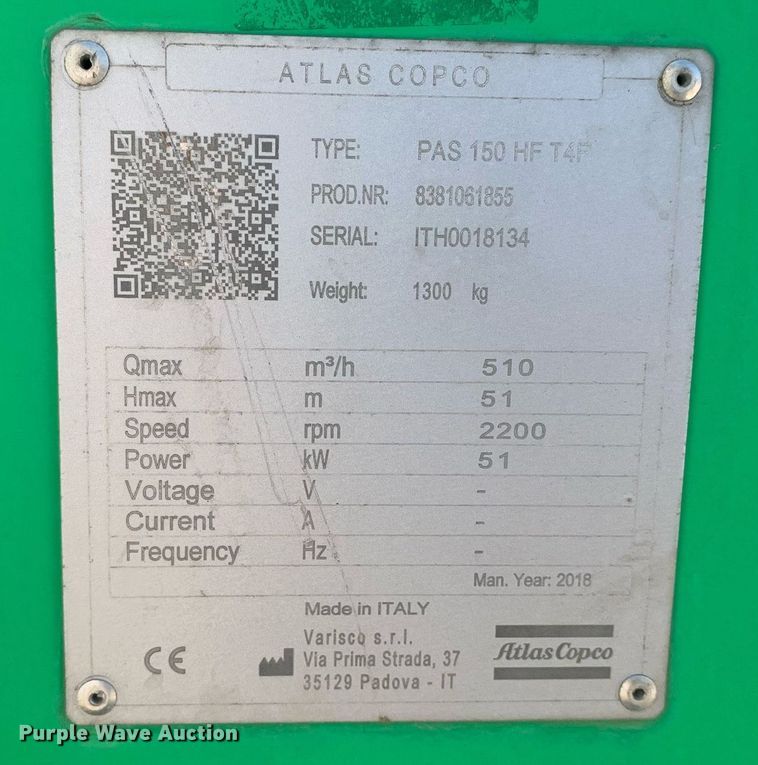 ATLAS COPCO
TYPE: PAS 150 HF T4F
PROD.NR: 8381061855
SERIAL: ITH0018134
Weight: 1300 kg
Qmax m³/h 510
Hmax m 51
Speed rpm 2200
Power kW 51
Voltage V -
Current A -
Frequency Hz -
Man. Year: 2018
Made in ITALY
Varisco s.r.l.
Via Prima Strada, 37
35129 Padova - IT
CE
Atlas Copco
Purple Wave Auction